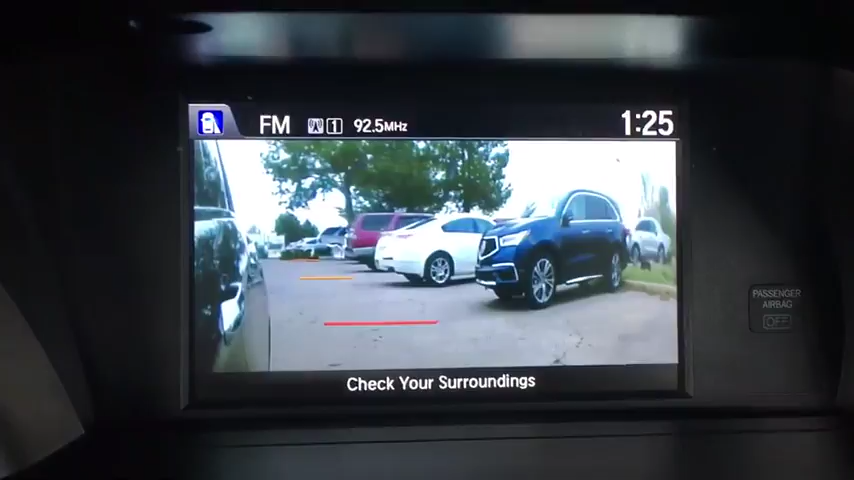 FM 1 92.5MHz 1:25
Check Your Surroundings
PASSENGER
AIRBAG
OFF